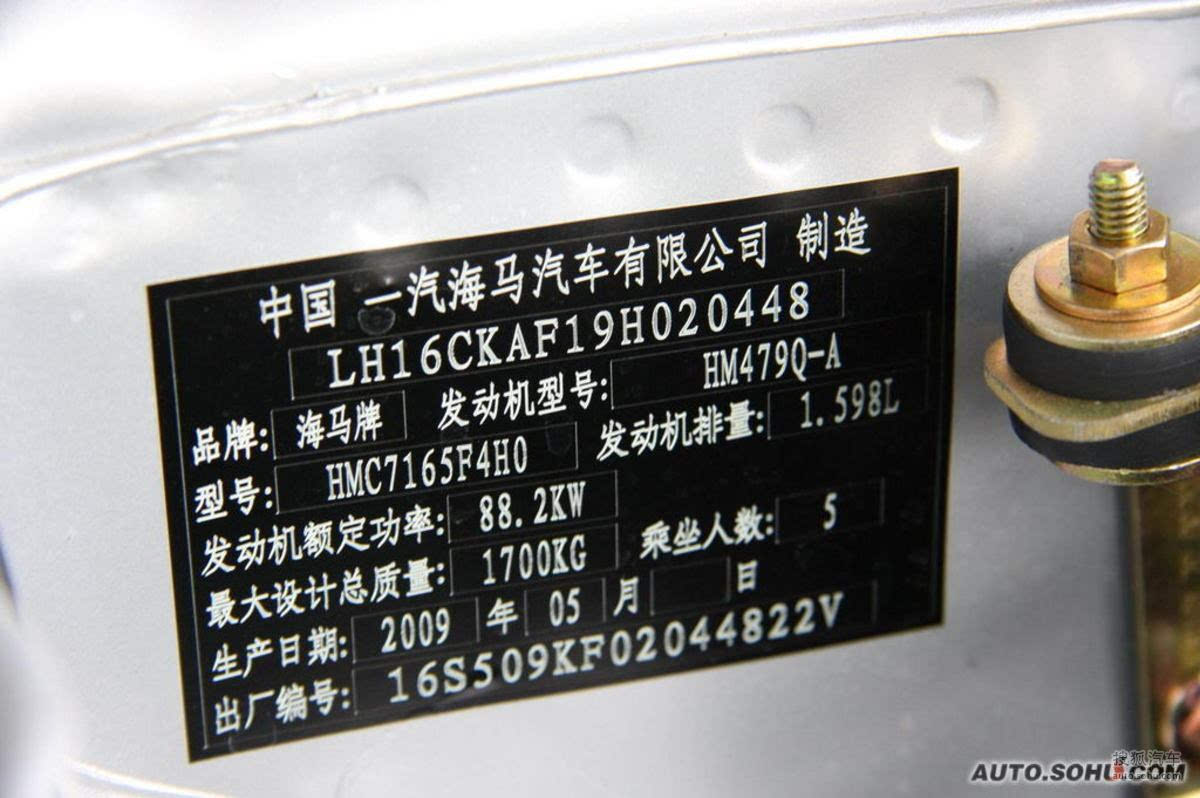 中国 一汽海马汽车有限公司 制造
LH16CKAF19H020448
品牌: 海马牌 发动机型号: HM479Q-A
型号: HMC7165F4H0 发动机排量: 1.598L
发动机额定功率: 88.2KW
最大设计总质量: 1700KG 乘坐人数: 5
生产日期: 2009 年 05 月 日
出厂编号: 16S509KF02044822V
搜狐汽车
auto.sohu.com
AUTO.SOHU.COM